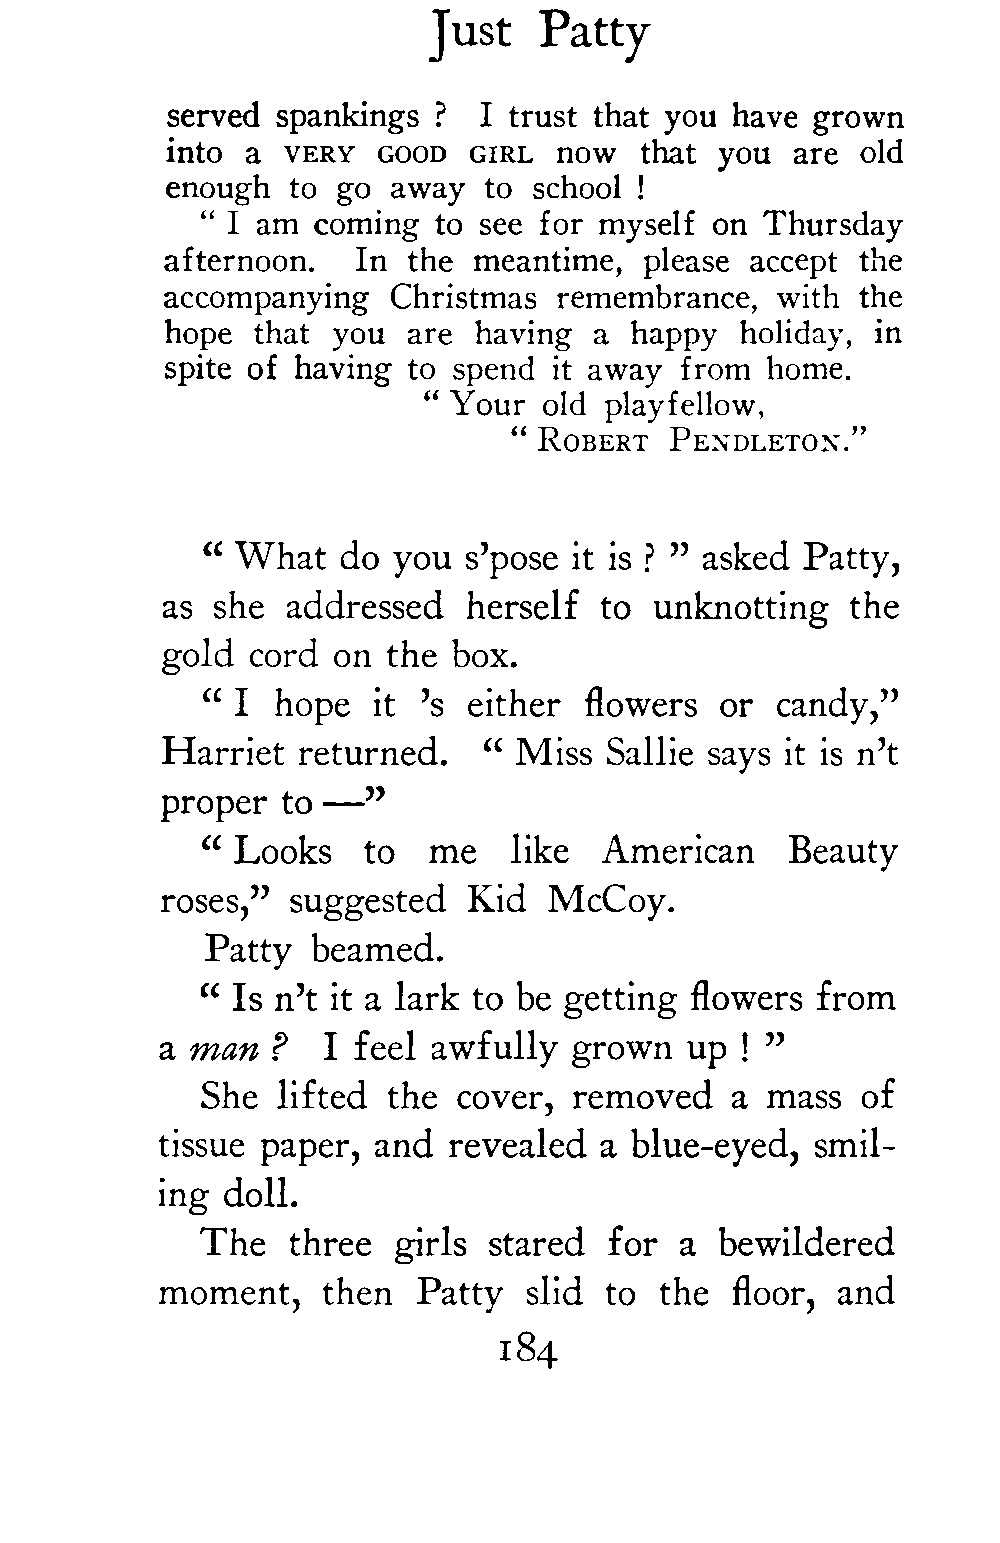 Just Patty
served spankings ? I trust that you have grown
into a VERY GOOD GIRL now that you are old
enough to go away to school !
“ I am coming to see for myself on Thursday
afternoon. In the meantime, please accept the
accompanying Christmas remembrance, with the
hope that you are having a happy holiday, in
spite of having to spend it away from home.
“ Your old playfellow,
“ ROBERT PENDLETON.”
“ What do you s’pose it is ? ” asked Patty,
as she addressed herself to unknotting the
gold cord on the box.
“ I hope it ’s either flowers or candy,”
Harriet returned. “ Miss Sallie says it is n’t
proper to —”
“ Looks to me like American Beauty
roses,” suggested Kid McCoy.
Patty beamed.
“ Is n’t it a lark to be getting flowers from
a man ? I feel awfully grown up ! ”
She lifted the cover, removed a mass of
tissue paper, and revealed a blue-eyed, smil-
ing doll.
The three girls stared for a bewildered
moment, then Patty slid to the floor, and
184